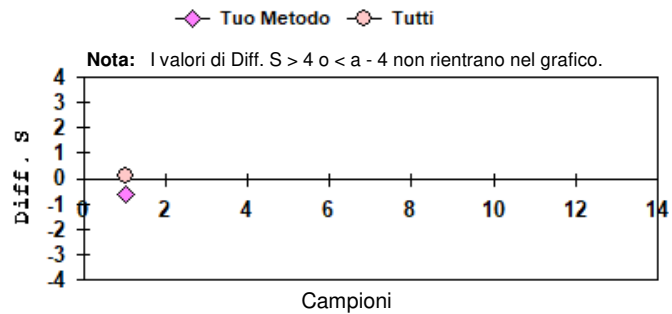 Tuo Metodo Tutti
Nota: I valori di Diff. S > 4 o < a - 4 non rientrano nel grafico.
4
3
2
1
0
-1
-2
-3
-4
Diff. S
0 2 4 6 8 10 12 14
Campioni